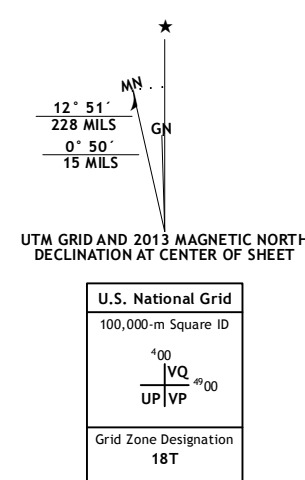 MN
12° 51´
228 MILS
GN
0° 50´
15 MILS
UTM GRID AND 2013 MAGNETIC NORTH
DECLINATION AT CENTER OF SHEET
U.S. National Grid
100,000-m Square ID
⁴00
VQ
⁴⁹00
UP VP
Grid Zone Designation
18T